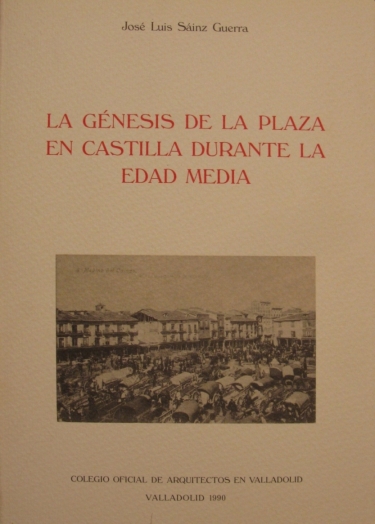 José Luis Sáinz Guerra
LA GÉNESIS DE LA PLAZA
EN CASTILLA DURANTE LA
EDAD MEDIA
COLEGIO OFICIAL DE ARQUITECTOS EN VALLADOLID
VALLADOLID 1990